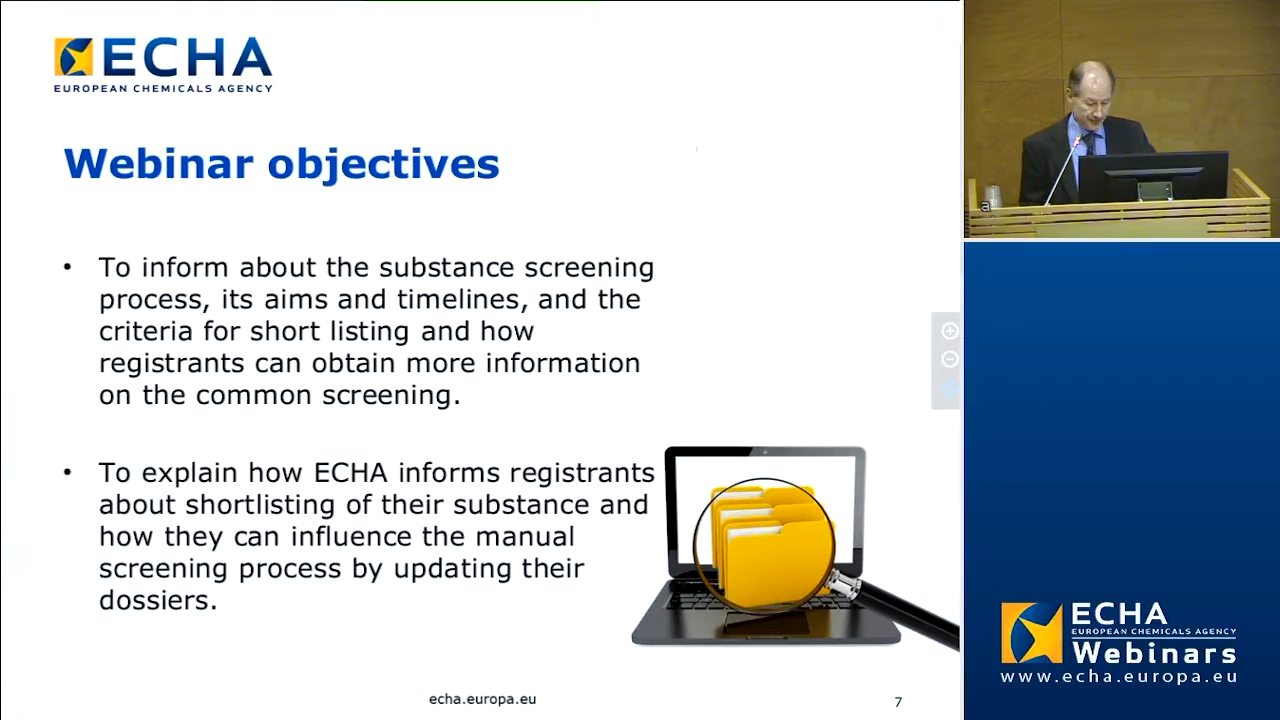 ECHA
EUROPEAN CHEMICALS AGENCY
Webinar objectives
• To inform about the substance screening
process, its aims and timelines, and the
criteria for short listing and how
registrants can obtain more information
on the common screening.
• To explain how ECHA informs registrants
about shortlisting of their substance and
how they can influence the manual
screening process by updating their
dossiers.
echa.europa.eu
7
a
ECHA
EUROPEAN CHEMICALS AGENCY
Webinars
www.echa.europa.eu